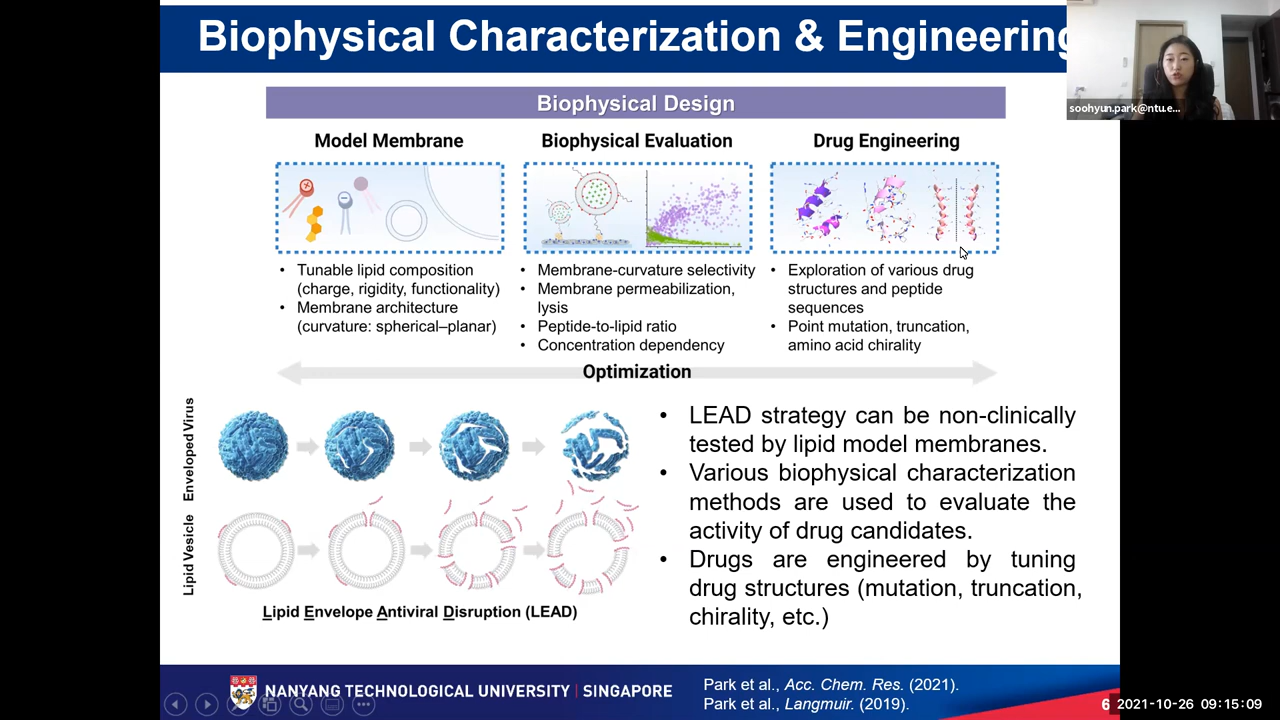 Biophysical Characterization & Engineering
soohyun.park@ntu.e...
Biophysical Design
Model Membrane
Biophysical Evaluation
Drug Engineering
• Tunable lipid composition
(charge, rigidity, functionality)
• Membrane architecture
(curvature: spherical–planar)
• Membrane-curvature selectivity
• Membrane permeabilization,
lysis
• Peptide-to-lipid ratio
• Concentration dependency
• Exploration of various drug
structures and peptide
sequences
• Point mutation, truncation,
amino acid chirality
Optimization
Enveloped Virus
Lipid Vesicle
Lipid Envelope Antiviral Disruption (LEAD)
• LEAD strategy can be non-clinically
tested by lipid model membranes.
• Various biophysical characterization
methods are used to evaluate the
activity of drug candidates.
• Drugs are engineered by tuning
drug structures (mutation, truncation,
chirality, etc.)
NANYANG TECHNOLOGICAL UNIVERSITY | SINGAPORE
Park et al., Acc. Chem. Res. (2021).
Park et al., Langmuir. (2019).
6
2021-10-26 09:15:09